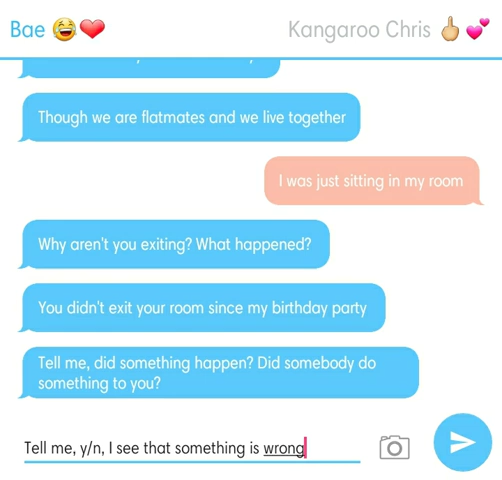 Bae 😂❤️ Kangaroo Chris 🖕🏼💕
Though we are flatmates and we live together
I was just sitting in my room
Why aren't you exiting? What happened?
You didn't exit your room since my birthday party
Tell me, did something happen? Did somebody do
something to you?
Tell me, y/n, I see that something is wrong